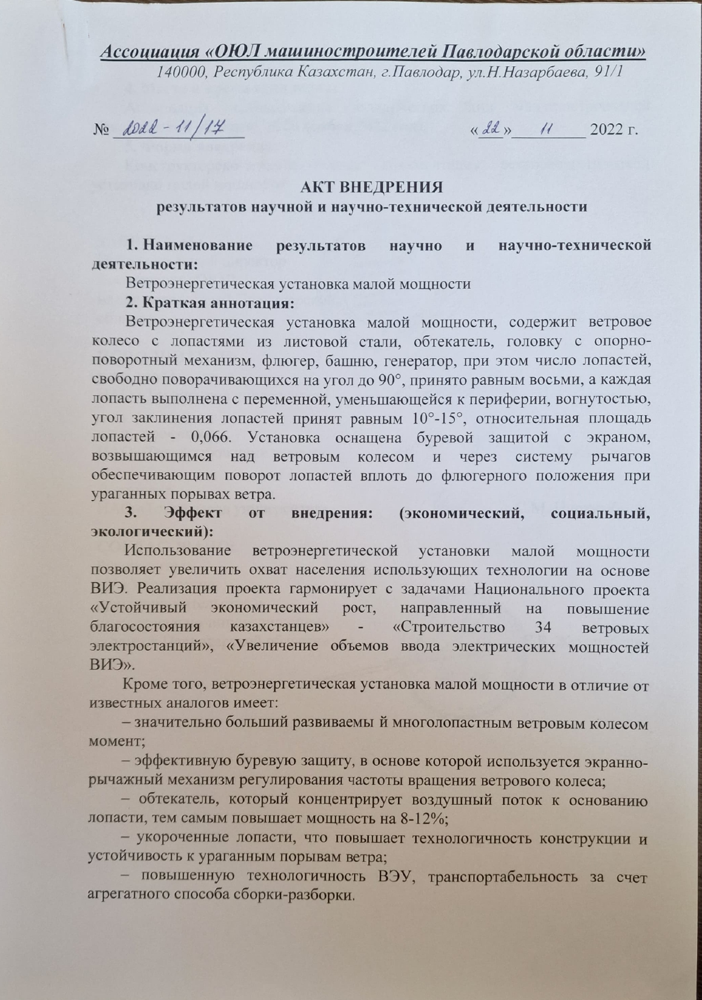 Ассоциация «ОЮЛ машиностроителей Павлодарской области»
140000, Республика Казахстан, г.Павлодар, ул.Н.Назарбаева, 91/1
№ 2022-11/17 «22» 11 2022 г.
АКТ ВНЕДРЕНИЯ
результатов научной и научно-технической деятельности
1. Наименование результатов научно и научно-технической
деятельности:
Ветроэнергетическая установка малой мощности
2. Краткая аннотация:
Ветроэнергетическая установка малой мощности, содержит ветровое
колесо с лопастями из листовой стали, обтекатель, головку с опорно-
поворотный механизм, флюгер, башню, генератор, при этом число лопастей,
свободно поворачивающихся на угол до 90°, принято равным восьми, а каждая
лопасть выполнена с переменной, уменьшающейся к периферии, вогнутостью,
угол заклинения лопастей принят равным 10°-15°, относительная площадь
лопастей - 0,066. Установка оснащена буревой защитой с экраном,
возвышающимся над ветровым колесом и через систему рычагов
обеспечивающим поворот лопастей вплоть до флюгерного положения при
ураганных порывах ветра.
3. Эффект от внедрения: (экономический, социальный,
экологический):
Использование ветроэнергетической установки малой мощности
позволяет увеличить охват населения использующих технологии на основе
ВИЭ. Реализация проекта гармонирует с задачами Национального проекта
«Устойчивый экономический рост, направленный на повышение
благосостояния казахстанцев» - «Строительство 34 ветровых
электростанций», «Увеличение объемов ввода электрических мощностей
ВИЭ».
Кроме того, ветроэнергетическая установка малой мощности в отличие от
известных аналогов имеет:
– значительно больший развиваемы й многолопастным ветровым колесом
момент;
– эффективную буревую защиту, в основе которой используется экранно-
рычажный механизм регулирования частоты вращения ветрового колеса;
– обтекатель, который концентрирует воздушный поток к основанию
лопасти, тем самым повышает мощность на 8-12%;
– укороченные лопасти, что повышает технологичность конструкции и
устойчивость к ураганным порывам ветра;
– повышенную технологичность ВЭУ, транспортабельность за счет
агрегатного способа сборки-разборки.